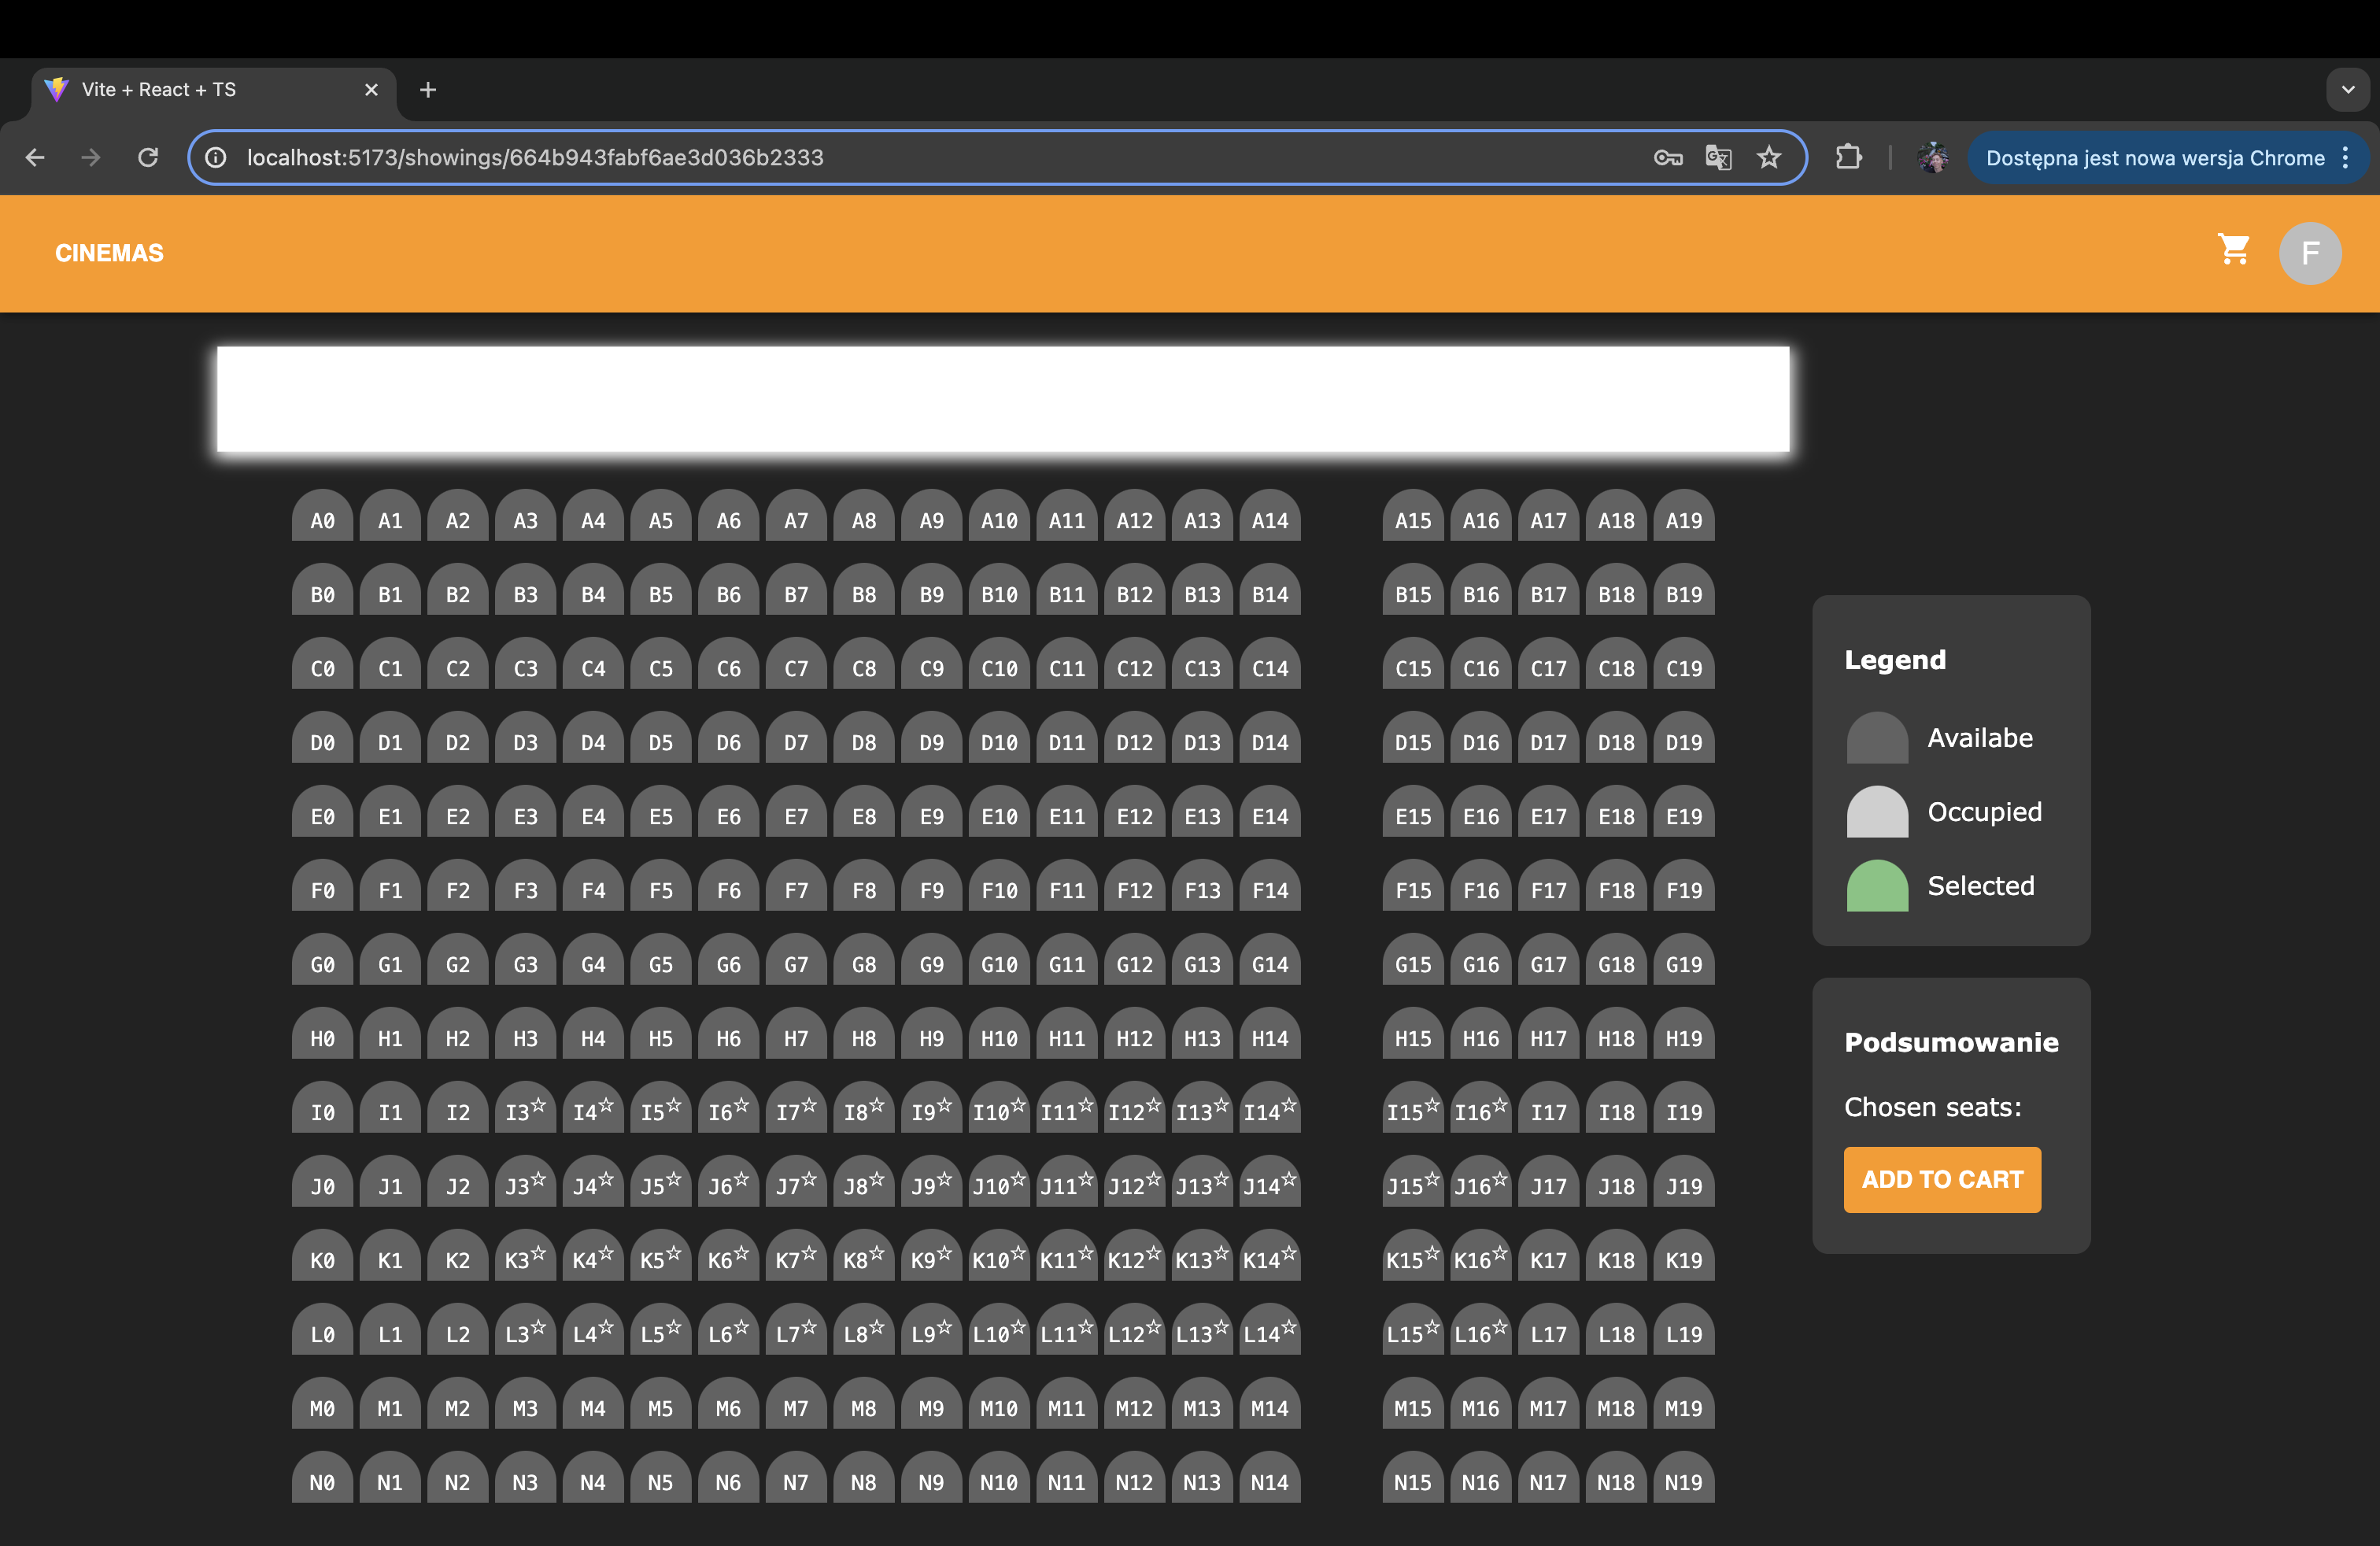 Vite + React + TS
localhost:5173/showings/664b943fabf6ae3d036b2333
Dostępna jest nowa wersja Chrome
CINEMAS
F
A0 A1 A2 A3 A4 A5 A6 A7 A8 A9 A10 A11 A12 A13 A14 A15 A16 A17 A18 A19
B0 B1 B2 B3 B4 B5 B6 B7 B8 B9 B10 B11 B12 B13 B14 B15 B16 B17 B18 B19
C0 C1 C2 C3 C4 C5 C6 C7 C8 C9 C10 C11 C12 C13 C14 C15 C16 C17 C18 C19
D0 D1 D2 D3 D4 D5 D6 D7 D8 D9 D10 D11 D12 D13 D14 D15 D16 D17 D18 D19
E0 E1 E2 E3 E4 E5 E6 E7 E8 E9 E10 E11 E12 E13 E14 E15 E16 E17 E18 E19
F0 F1 F2 F3 F4 F5 F6 F7 F8 F9 F10 F11 F12 F13 F14 F15 F16 F17 F18 F19
G0 G1 G2 G3 G4 G5 G6 G7 G8 G9 G10 G11 G12 G13 G14 G15 G16 G17 G18 G19
H0 H1 H2 H3 H4 H5 H6 H7 H8 H9 H10 H11 H12 H13 H14 H15 H16 H17 H18 H19
I0 I1 I2 I3☆ I4☆ I5☆ I6☆ I7☆ I8☆ I9☆ I10☆ I11☆ I12☆ I13☆ I14☆ I15☆ I16☆ I17 I18 I19
J0 J1 J2 J3☆ J4☆ J5☆ J6☆ J7☆ J8☆ J9☆ J10☆ J11☆ J12☆ J13☆ J14☆ J15☆ J16☆ J17 J18 J19
K0 K1 K2 K3☆ K4☆ K5☆ K6☆ K7☆ K8☆ K9☆ K10☆ K11☆ K12☆ K13☆ K14☆ K15☆ K16☆ K17 K18 K19
L0 L1 L2 L3☆ L4☆ L5☆ L6☆ L7☆ L8☆ L9☆ L10☆ L11☆ L12☆ L13☆ L14☆ L15☆ L16☆ L17 L18 L19
M0 M1 M2 M3 M4 M5 M6 M7 M8 M9 M10 M11 M12 M13 M14 M15 M16 M17 M18 M19
N0 N1 N2 N3 N4 N5 N6 N7 N8 N9 N10 N11 N12 N13 N14 N15 N16 N17 N18 N19
Legend
Availabe
Occupied
Selected
Podsumowanie
Chosen seats:
ADD TO CART